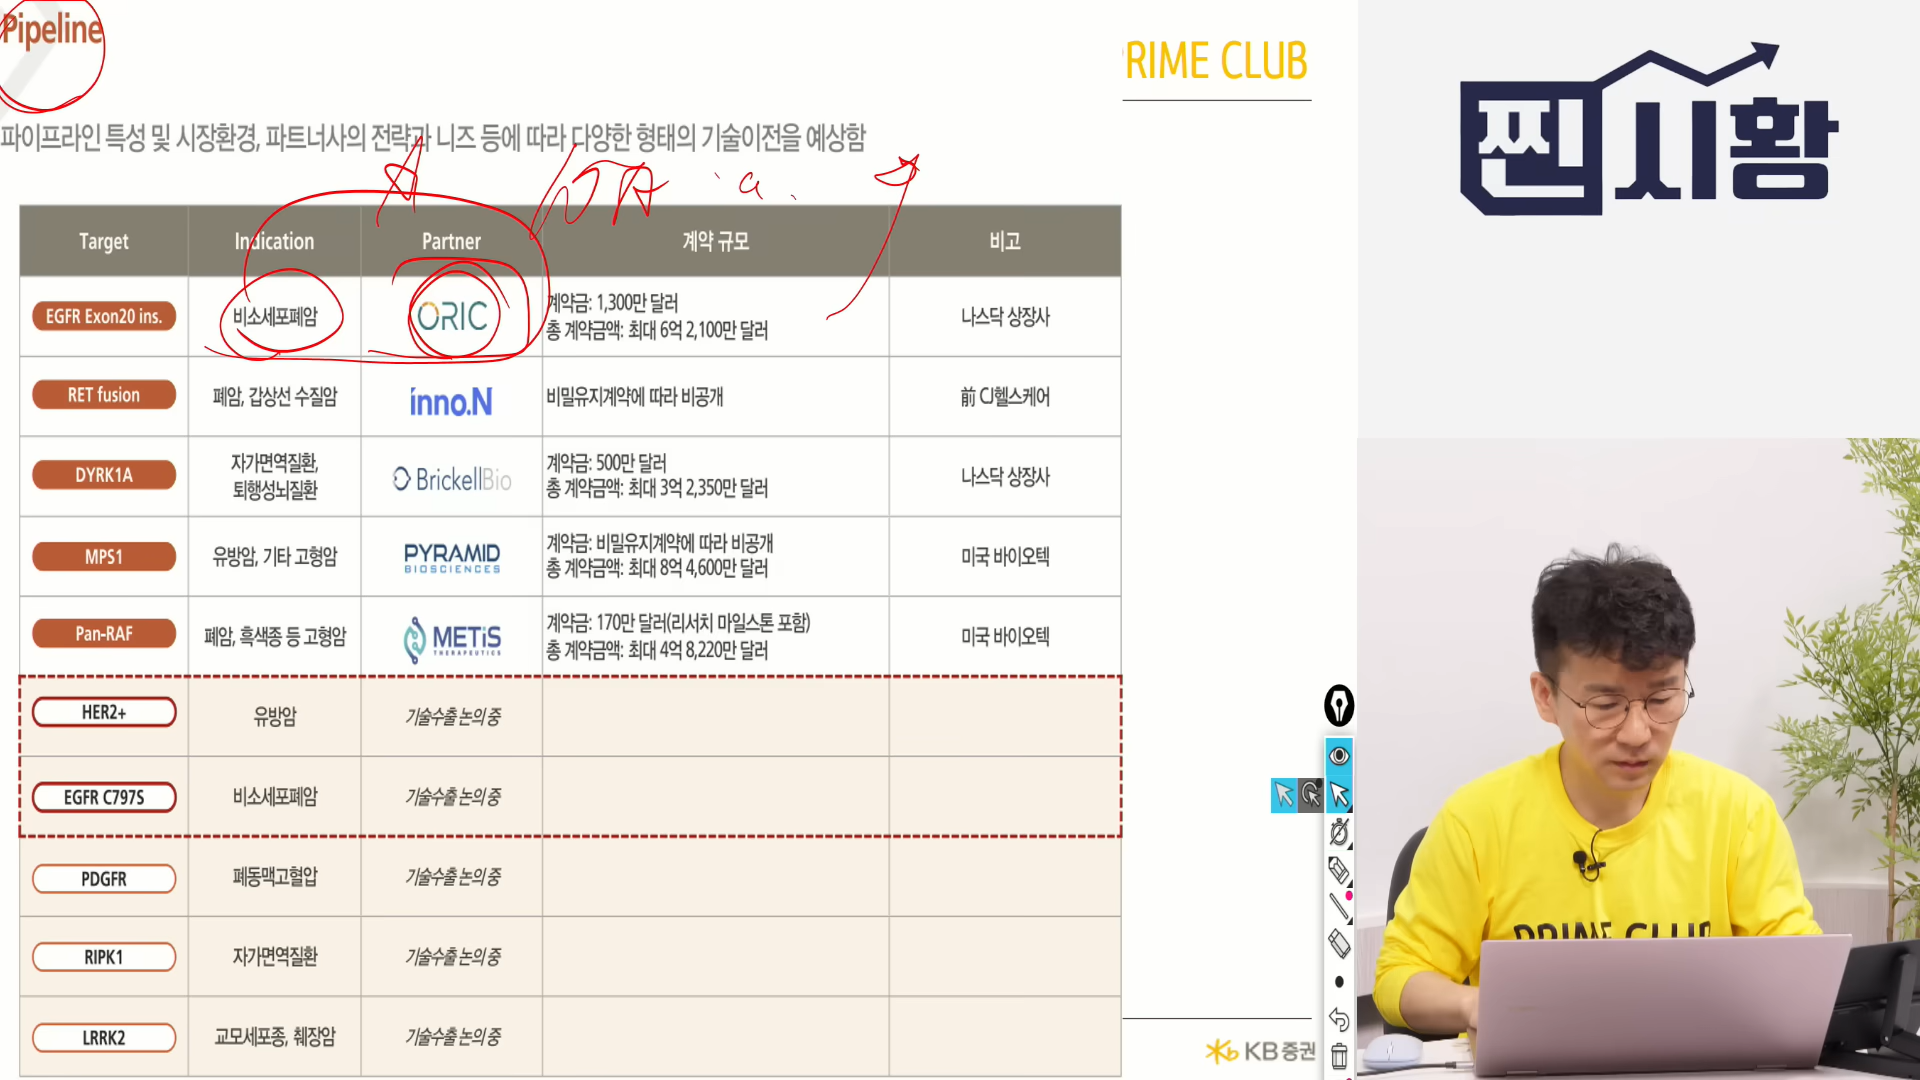 Pipeline
PRIME CLUB
파이프라인 특성 및 시장환경, 파트너사의 전략과 니즈 등에 따라 다양한 형태의 기술이전을 예상함
찐시황
Target Indication Partner 계약 규모 비고
EGFR Exon20 ins. 비소세포폐암 ORIC 계약금: 1,300만 달러
총 계약금액: 최대 6억 2,100만 달러 나스닥 상장사
RET fusion 폐암, 갑상선 수질암 inno.N 비밀유지계약에 따라 비공개 前 CJ헬스케어
DYRK1A 자가면역질환,
퇴행성뇌질환 BrickellBio 계약금: 500만 달러
총 계약금액: 최대 3억 2,350만 달러 나스닥 상장사
MPS1 유방암, 기타 고형암 PYRAMID
BIOSCIENCES 계약금: 비밀유지계약에 따라 비공개
총 계약금액: 최대 8억 4,600만 달러 미국 바이오텍
Pan-RAF 폐암, 흑색종 등 고형암 METiS
THERAPEUTICS 계약금: 170만 달러(리서치 마일스톤 포함)
총 계약금액: 최대 4억 8,220만 달러 미국 바이오텍
HER2+ 유방암 기술수출 논의 중
EGFR C797S 비소세포폐암 기술수출 논의 중
PDGFR 폐동맥고혈압 기술수출 논의 중
RIPK1 자가면역질환 기술수출 논의 중
LRRK2 교모세포종, 췌장암 기술수출 논의 중
PRIME CLUB
KB증권